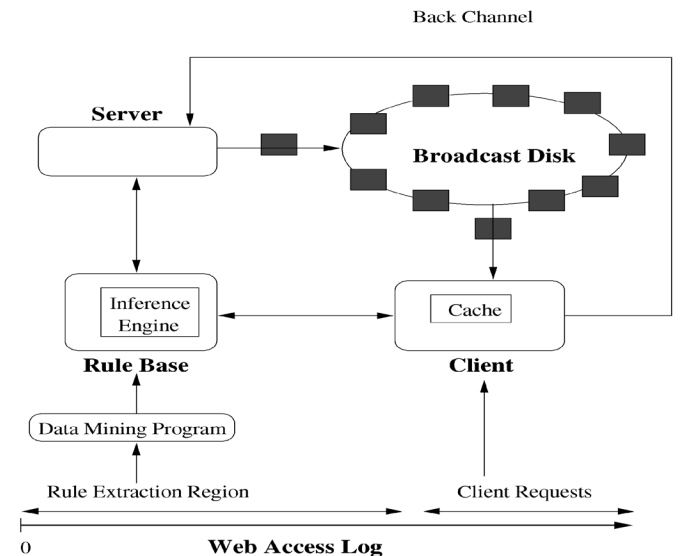 Back Channel
Server
Broadcast Disk
Inference
Engine
Cache
Rule Base
Client
Data Mining Program
Rule Extraction Region
Client Requests
0
Web Access Log